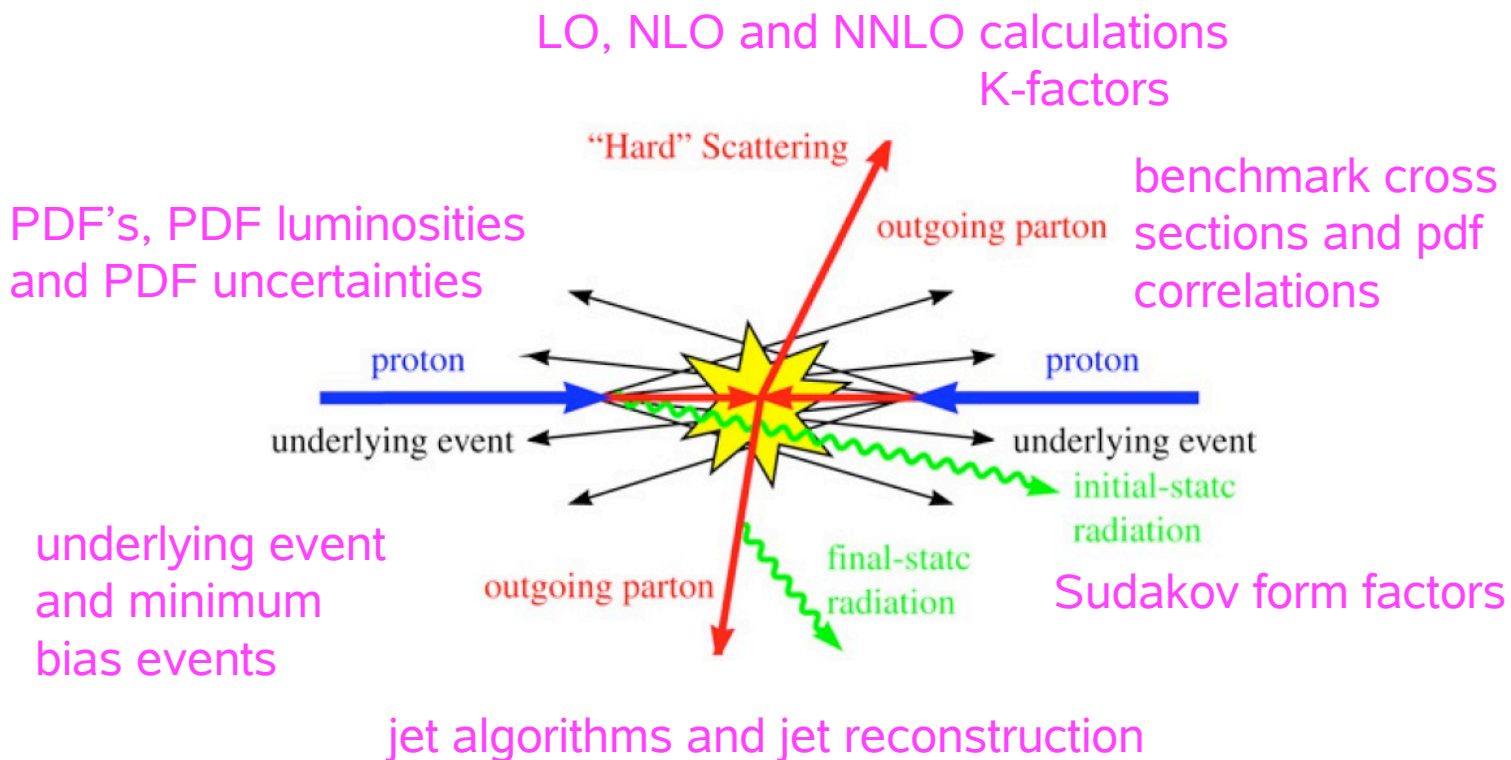 LO, NLO and NNLO calculations
K-factors
“Hard” Scattering
benchmark cross
sections and pdf
correlations
PDF’s, PDF luminosities
and PDF uncertainties
outgoing parton
proton
proton
underlying event
underlying event
initial-statc
radiation
underlying event
and minimum
bias events
outgoing parton
final-statc
radiation
Sudakov form factors
jet algorithms and jet reconstruction